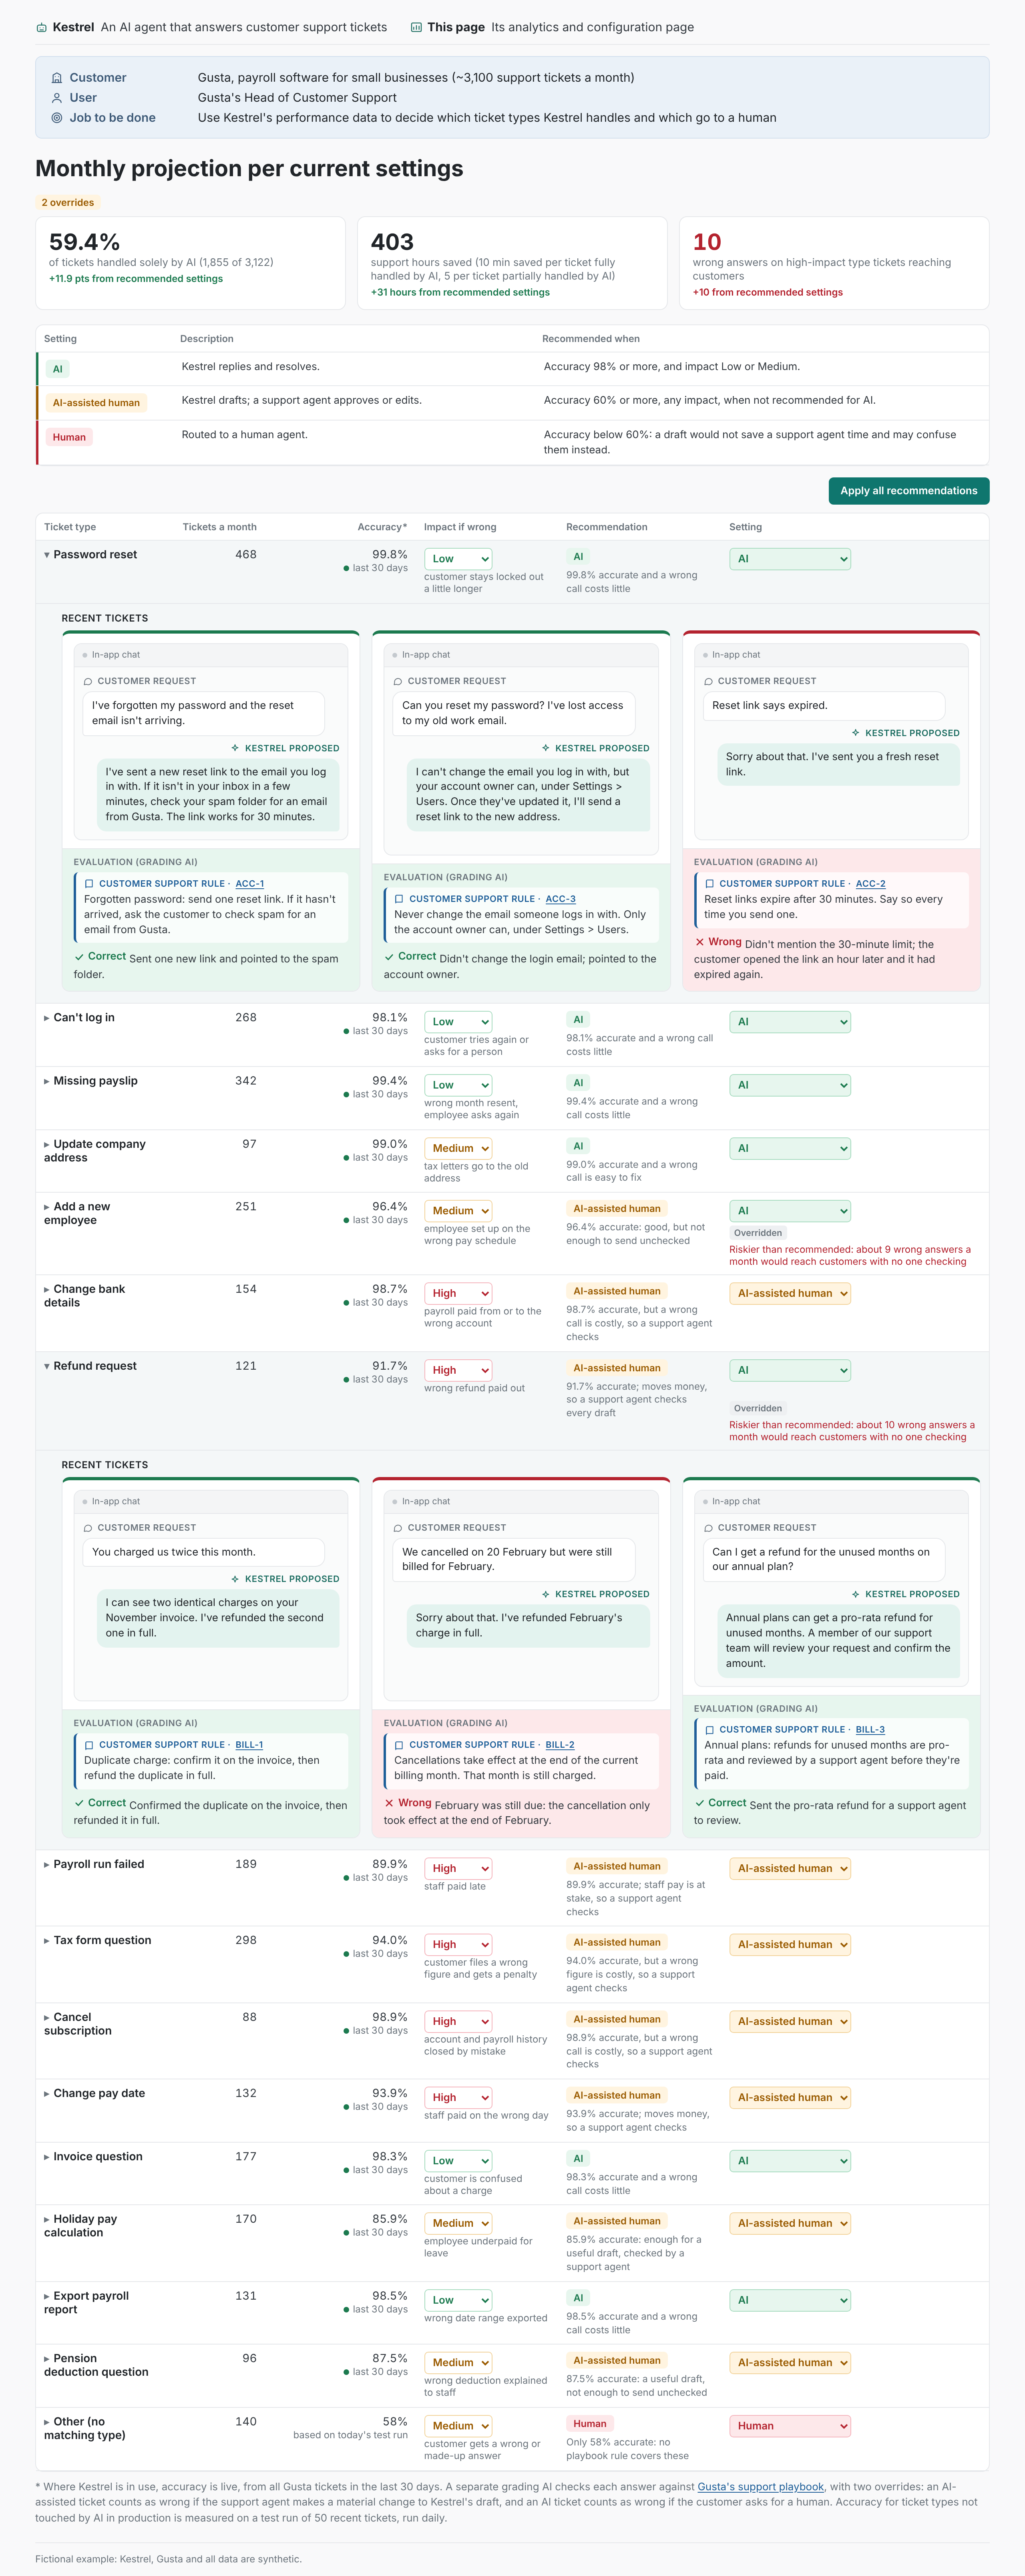 Kestrel An AI agent that answers customer support tickets This page Its analytics and configuration page
Customer Gusta, payroll software for small businesses (~3,100 support tickets a month)
User Gusta's Head of Customer Support
Job to be done Use Kestrel's performance data to decide which ticket types Kestrel handles and which go to a human
Monthly projection per current settings
2 overrides
59.4%
of tickets handled solely by AI (1,855 of 3,122)
+11.9 pts from recommended settings
403
support hours saved (10 min saved per ticket fully
handled by AI, 5 per ticket partially handled by AI)
+31 hours from recommended settings
10
wrong answers on high-impact type tickets reaching
customers
+10 from recommended settings
Setting Description Recommended when
AI Kestrel replies and resolves. Accuracy 98% or more, and impact Low or Medium.
AI-assisted human Kestrel drafts; a support agent approves or edits. Accuracy 60% or more, any impact, when not recommended for AI.
Human Routed to a human agent. Accuracy below 60%: a draft would not save a support agent time and may confuse
them instead.
Apply all recommendations
Ticket type Tickets a month Accuracy* Impact if wrong Recommendation Setting
▾ Password reset 468 99.8% Low AI AI
last 30 days
customer stays locked out
a little longer
99.8% accurate and a wrong
call costs little
RECENT TICKETS
In-app chat
CUSTOMER REQUEST
I've forgotten my password and the reset
email isn't arriving.
KESTREL PROPOSED
I've sent a new reset link to the email you log
in with. If it isn't in your inbox in a few
minutes, check your spam folder for an email
from Gusta. The link works for 30 minutes.
EVALUATION (GRADING AI)
CUSTOMER SUPPORT RULE · ACC-1
Forgotten password: send one reset link. If it hasn't
arrived, ask the customer to check spam for an
email from Gusta.
Correct Sent one new link and pointed to the spam
folder.
In-app chat
CUSTOMER REQUEST
Can you reset my password? I've lost access
to my old work email.
KESTREL PROPOSED
I can't change the email you log in with, but
your account owner can, under Settings >
Users. Once they've updated it, I'll send a
reset link to the new address.
EVALUATION (GRADING AI)
CUSTOMER SUPPORT RULE · ACC-3
Never change the email someone logs in with. Only
the account owner can, under Settings > Users.
Correct Didn't change the login email; pointed to the
account owner.
In-app chat
CUSTOMER REQUEST
Reset link says expired.
KESTREL PROPOSED
Sorry about that. I've sent you a fresh reset
link.
EVALUATION (GRADING AI)
CUSTOMER SUPPORT RULE · ACC-2
Reset links expire after 30 minutes. Say so every
time you send one.
Wrong Didn't mention the 30-minute limit; the
customer opened the link an hour later and it had
expired again.
▸ Can't log in 268 98.1% Low AI AI
last 30 days
customer tries again or
asks for a person
98.1% accurate and a wrong call
costs little
▸ Missing payslip 342 99.4% Low AI AI
last 30 days
wrong month resent,
employee asks again
99.4% accurate and a wrong
call costs little
▸ Update company
address
97 99.0% Medium AI AI
last 30 days
tax letters go to the old
address
99.0% accurate and a wrong
call is easy to fix
▸ Add a new
employee
251 96.4% Medium AI-assisted human AI
last 30 days
employee set up on the
wrong pay schedule
96.4% accurate: good, but not
enough to send unchecked
Overridden
Riskier than recommended: about 9 wrong answers a
month would reach customers with no one checking
▸ Change bank
details
154 98.7% High AI-assisted human AI-assisted human
last 30 days
payroll paid from or to the
wrong account
98.7% accurate, but a wrong
call is costly, so a support agent
checks
▾ Refund request 121 91.7% High AI-assisted human AI
last 30 days
wrong refund paid out
91.7% accurate; moves money,
so a support agent checks
every draft
Overridden
Riskier than recommended: about 10 wrong answers a
month would reach customers with no one checking
RECENT TICKETS
In-app chat
CUSTOMER REQUEST
You charged us twice this month.
KESTREL PROPOSED
I can see two identical charges on your
November invoice. I've refunded the second
one in full.
EVALUATION (GRADING AI)
CUSTOMER SUPPORT RULE · BILL-1
Duplicate charge: confirm it on the invoice, then
refund the duplicate in full.
Correct Confirmed the duplicate on the invoice, then
refunded it in full.
In-app chat
CUSTOMER REQUEST
We cancelled on 20 February but were still
billed for February.
KESTREL PROPOSED
Sorry about that. I've refunded February's
charge in full.
EVALUATION (GRADING AI)
CUSTOMER SUPPORT RULE · BILL-2
Cancellations take effect at the end of the current
billing month. That month is still charged.
Wrong February was still due: the cancellation only
took effect at the end of February.
In-app chat
CUSTOMER REQUEST
Can I get a refund for the unused months on
our annual plan?
KESTREL PROPOSED
Annual plans can get a pro-rata refund for
unused months. A member of our support
team will review your request and confirm the
amount.
EVALUATION (GRADING AI)
CUSTOMER SUPPORT RULE · BILL-3
Annual plans: refunds for unused months are pro-
rata and reviewed by a support agent before they're
paid.
Correct Sent the pro-rata refund for a support agent
to review.
▸ Payroll run failed 189 89.9% High AI-assisted human AI-assisted human
last 30 days
staff paid late
89.9% accurate; staff pay is at
stake, so a support agent
checks
▸ Tax form question 298 94.0% High AI-assisted human AI-assisted human
last 30 days
customer files a wrong
figure and gets a penalty
94.0% accurate, but a wrong
figure is costly, so a support
agent checks
▸ Cancel
subscription
88 98.9% High AI-assisted human AI-assisted human
last 30 days
account and payroll history
closed by mistake
98.9% accurate, but a wrong
call is costly, so a support agent
checks
▸ Change pay date 132 93.9% High AI-assisted human AI-assisted human
last 30 days
staff paid on the wrong day
93.9% accurate; moves money,
so a support agent checks
▸ Invoice question 177 98.3% Low AI AI
last 30 days
customer is confused
about a charge
98.3% accurate and a wrong
call costs little
▸ Holiday pay
calculation
170 85.9% Medium AI-assisted human AI-assisted human
last 30 days
employee underpaid for
leave
85.9% accurate: enough for a
useful draft, checked by a
support agent
▸ Export payroll
report
131 98.5% Low AI AI
last 30 days
wrong date range exported
98.5% accurate and a wrong
call costs little
▸ Pension
deduction question
96 87.5% Medium AI-assisted human AI-assisted human
last 30 days
wrong deduction explained
to staff
87.5% accurate: a useful draft,
not enough to send unchecked
▸ Other (no
matching type)
140 58% Medium Human Human
based on today's test run
customer gets a wrong or
made-up answer
Only 58% accurate: no
playbook rule covers these
* Where Kestrel is in use, accuracy is live, from all Gusta tickets in the last 30 days. A separate grading AI checks each answer against Gusta's support playbook, with two overrides: an AI-
assisted ticket counts as wrong if the support agent makes a material change to Kestrel's draft, and an AI ticket counts as wrong if the customer asks for a human. Accuracy for ticket types not
touched by AI in production is measured on a test run of 50 recent tickets, run daily.
Fictional example: Kestrel, Gusta and all data are synthetic.